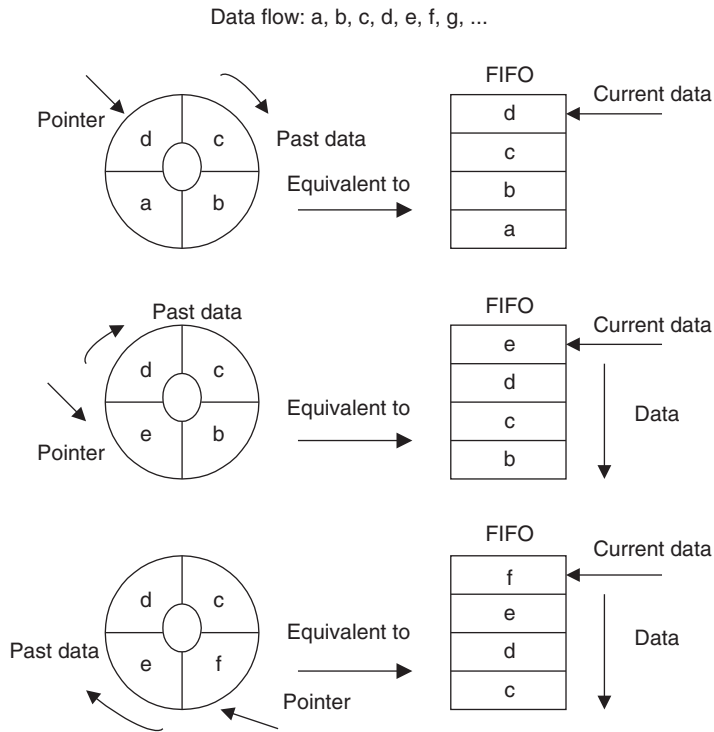 Data flow: a, b, c, d, e, f, g, ...
Pointer
d
c
a
b
Past data
Equivalent to
FIFO
d
c
b
a
Current data
Past data
d
c
e
b
Pointer
Equivalent to
FIFO
e
d
c
b
Current data
Data
d
c
e
f
Past data
Pointer
Equivalent to
FIFO
f
e
d
c
Current data
Data